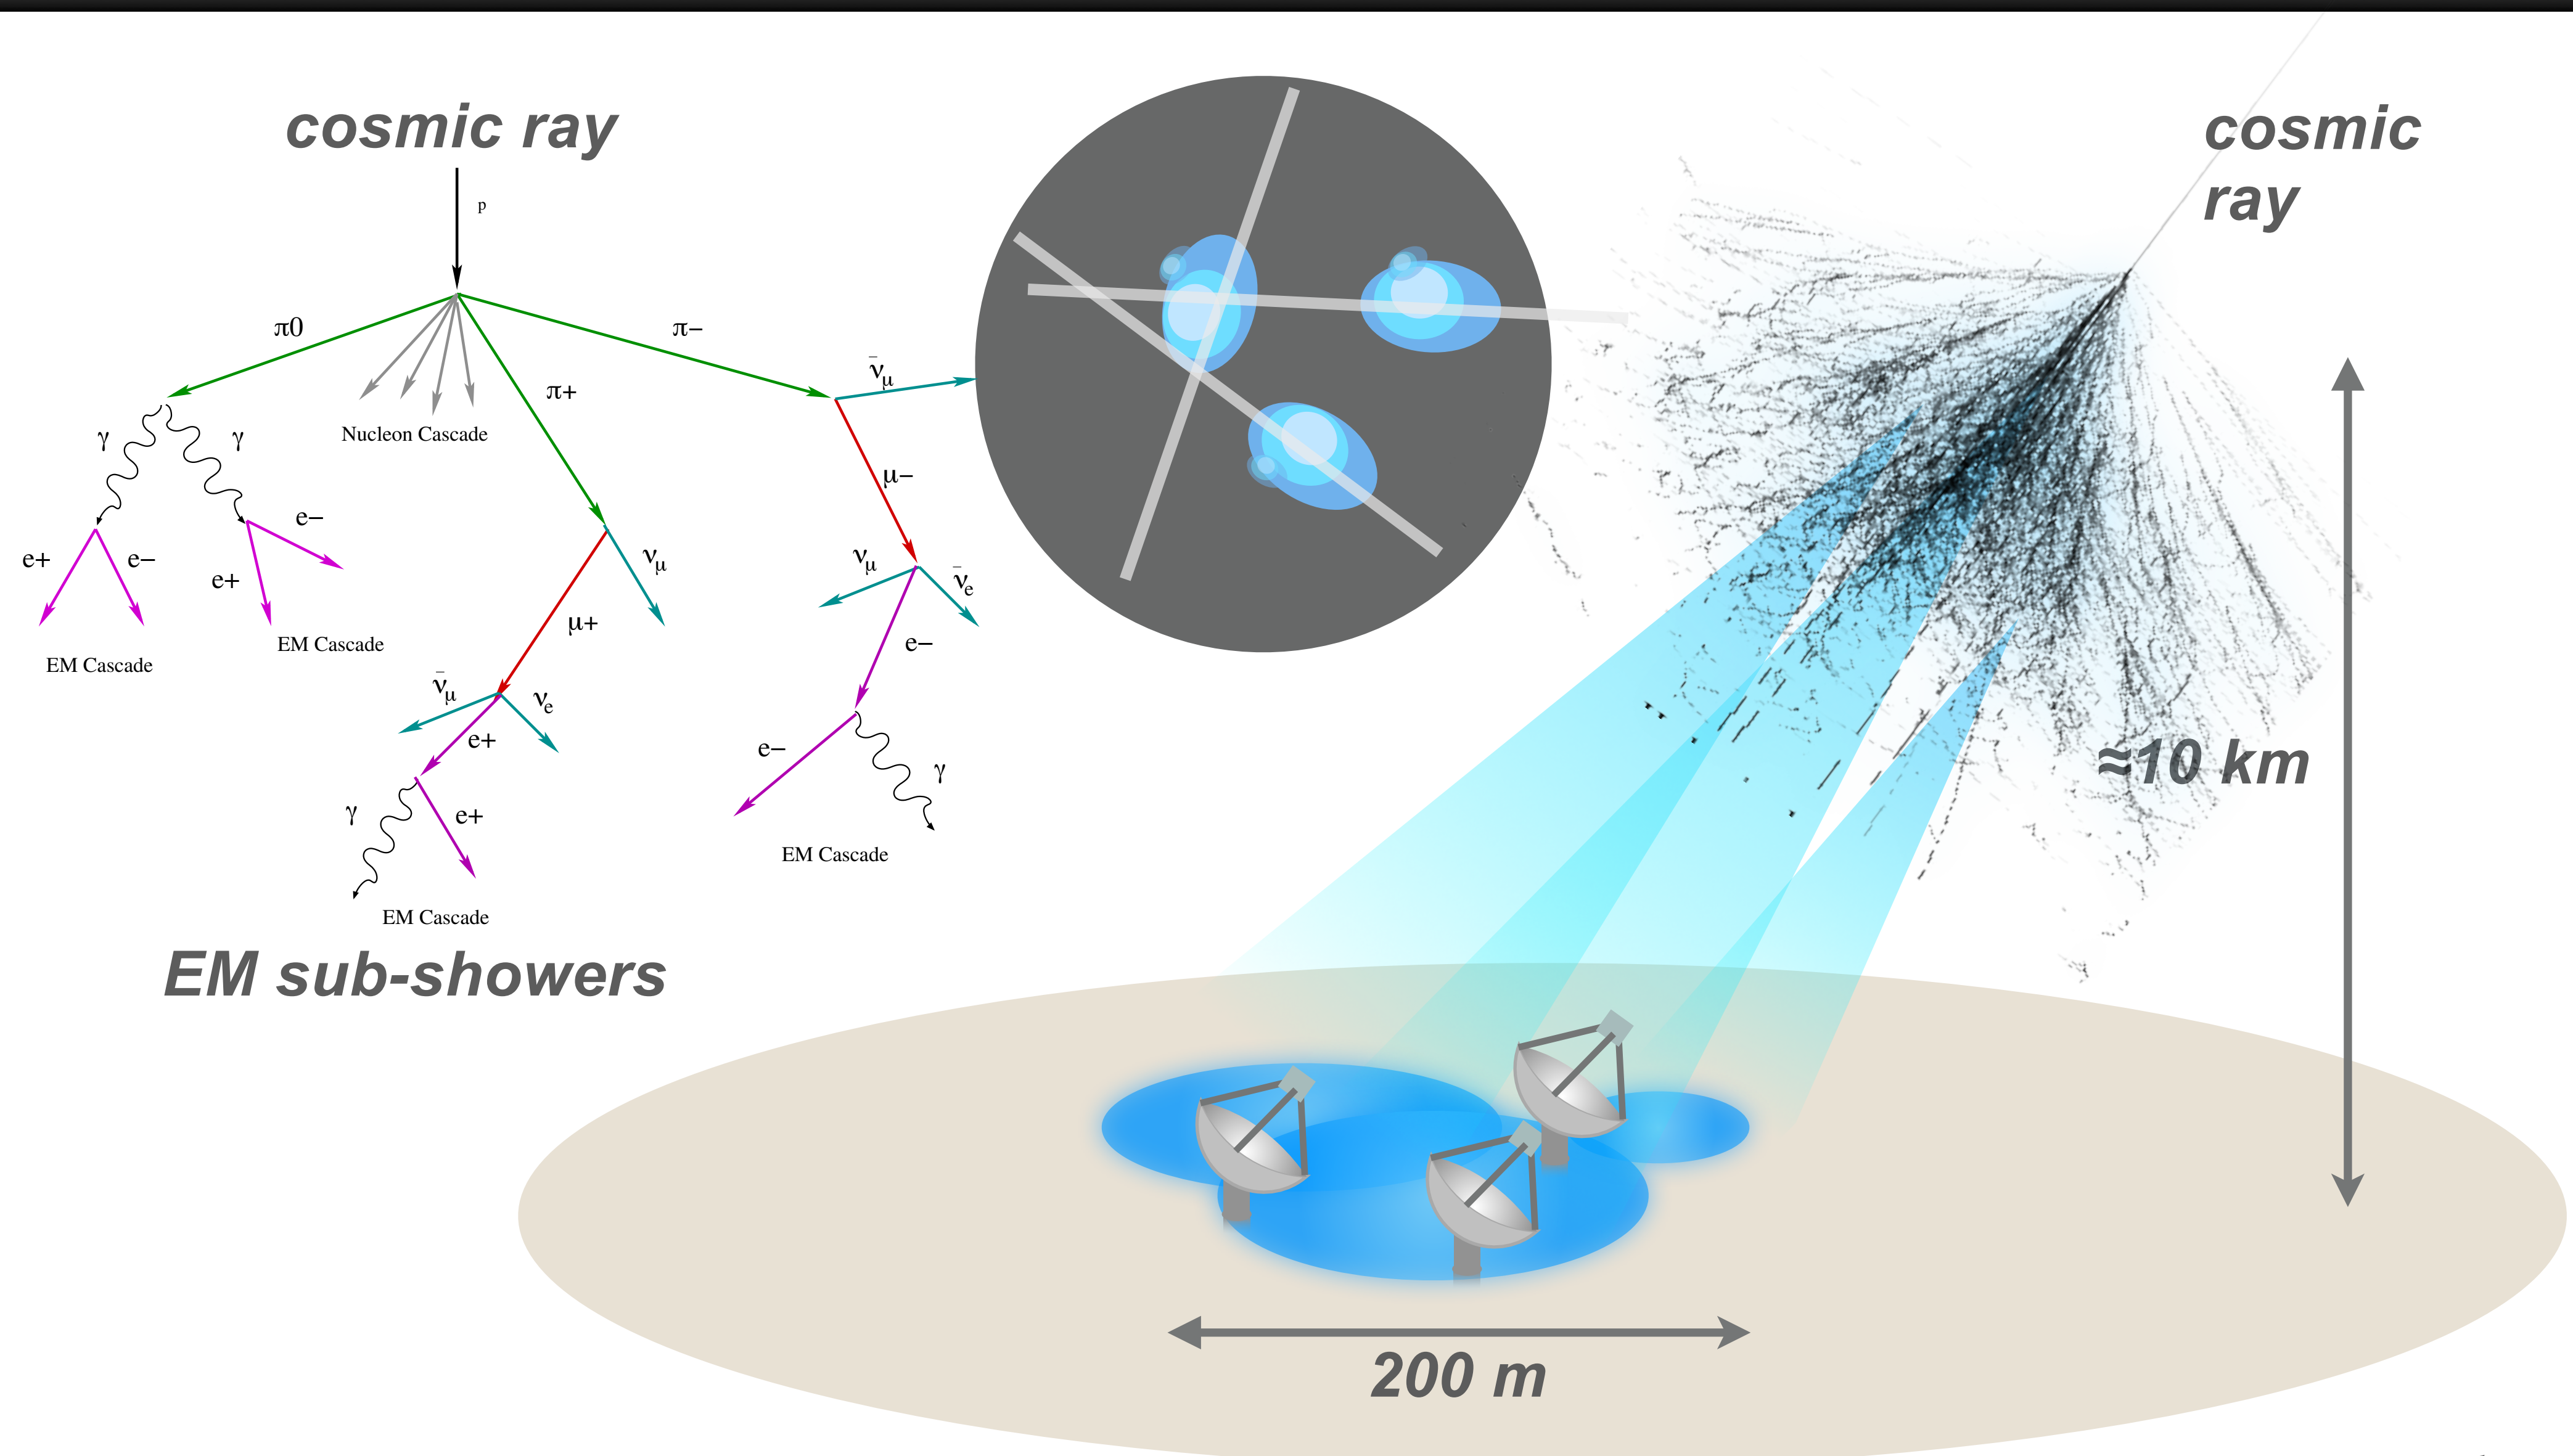 cosmic ray
p
π0
π−
π+
ν̄μ
γ
γ
Nucleon Cascade
μ−
e−
e+
e−
e+
νμ
νμ
ν̄e
EM Cascade
EM Cascade
μ+
e−
ν̄μ
νe
e+
e−
γ
γ
e+
EM Cascade
EM Cascade
EM sub-showers
cosmic
ray
≈10 km
200 m